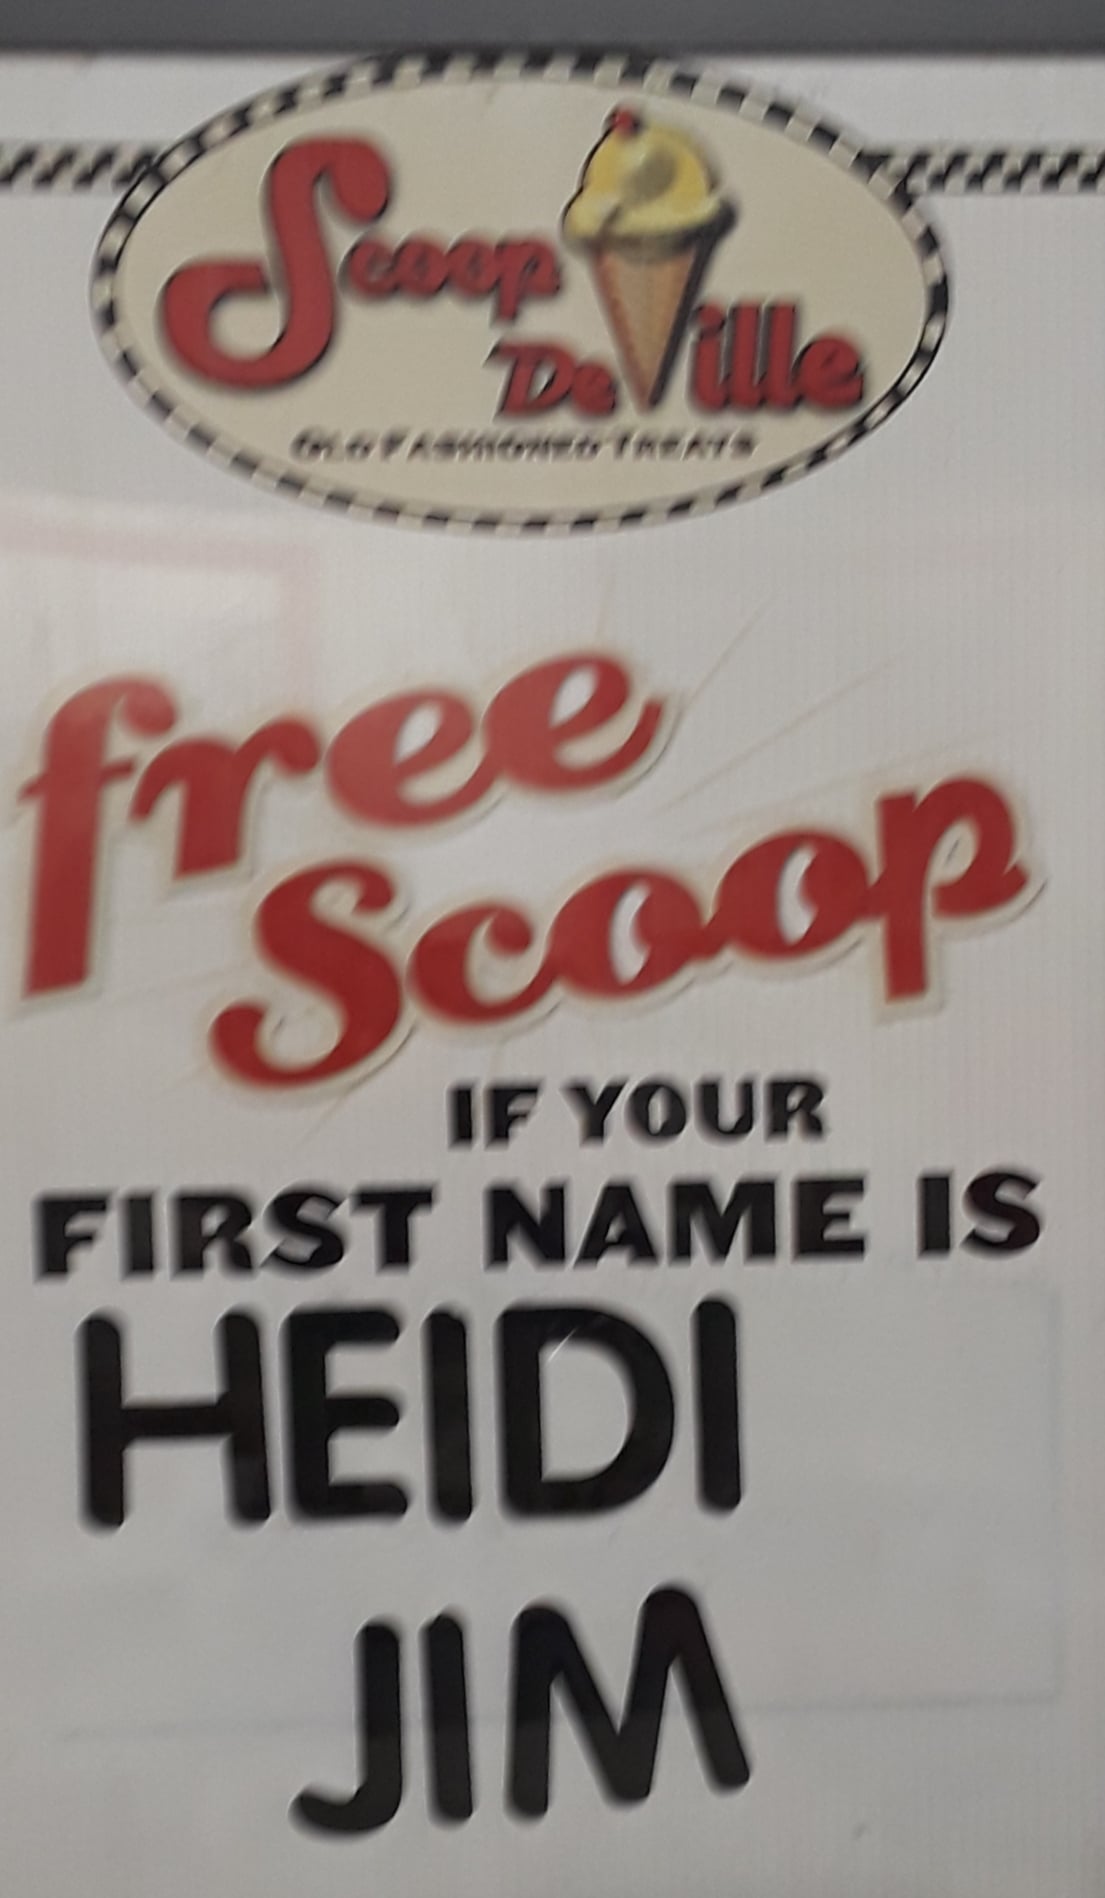 Scoop
DeVille
OLD FASHIONED TREATS
free
Scoop
IF YOUR
FIRST NAME IS
HEIDI
JIM